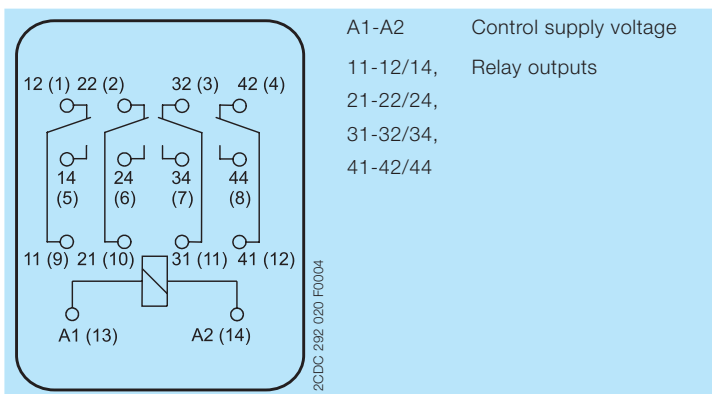 12 (1) 22 (2) 32 (3) 42 (4)
14 24 34 44
(5) (6) (7) (8)
11 (9) 21 (10) 31 (11) 41 (12)
A1 (13) A2 (14)
2CDC 292 020 F0004
A1-A2 Control supply voltage
11-12/14, Relay outputs
21-22/24,
31-32/34,
41-42/44